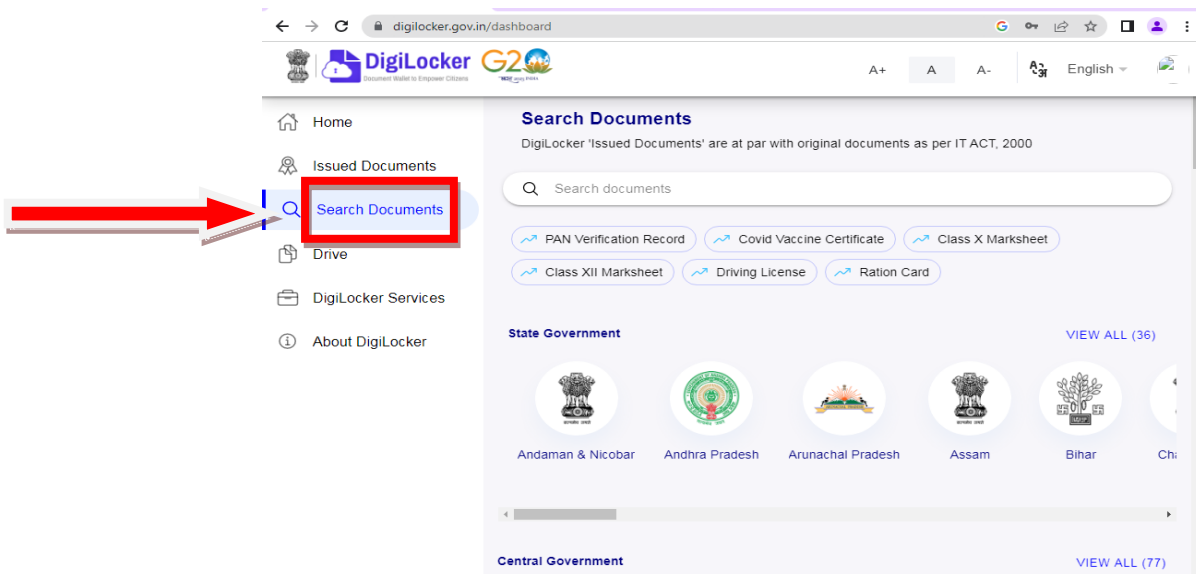 digilocker.gov.in/dashboard
DigiLocker
Document Wallet to Empower Citizens
G2
A+ A A- English
Home
Issued Documents
Search Documents
Drive
DigiLocker Services
About DigiLocker
Search Documents
DigiLocker 'Issued Documents' are at par with original documents as per IT ACT, 2000
Search documents
PAN Verification Record Covid Vaccine Certificate Class X Marksheet
Class XII Marksheet Driving License Ration Card
State Government VIEW ALL (36)
Andaman & Nicobar Andhra Pradesh Arunachal Pradesh Assam Bihar
Central Government VIEW ALL (77)